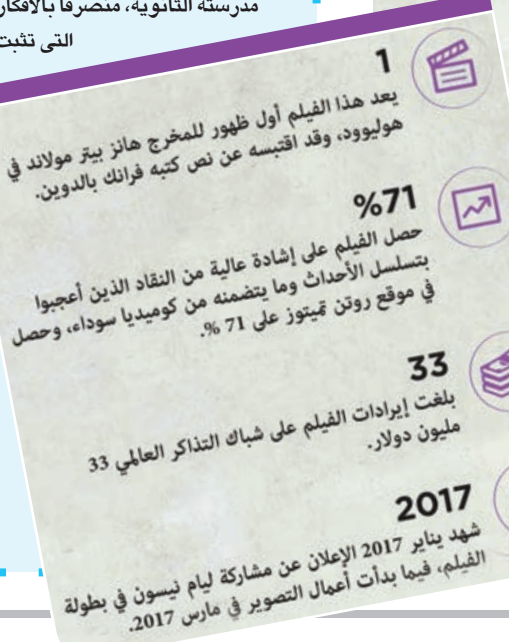 مدرسته الثانوية، منصرفا بالأفكار
التى تثبت
1
يعد هذا الفيلم أول ظهور للمخرج هانز بيتر مولاند في
هوليوود، وقد اقتبسه عن نص كتبه فرانك بالدوين.
%71
حصل الفيلم على إشادة عالية من النقاد الذين أعجبوا
بتسلسل الأحداث وما يتضمنه من كوميديا سوداء، وحصل
في موقع روتن تميتوز على 71 %.
33
بلغت إيرادات الفيلم على شباك التذاكر العالمي 33
مليون دولار.
2017
شهد يناير 2017 الإعلان عن مشاركة ليام نيسون في بطولة
الفيلم، فيما بدأت أعمال التصوير في مارس 2017.